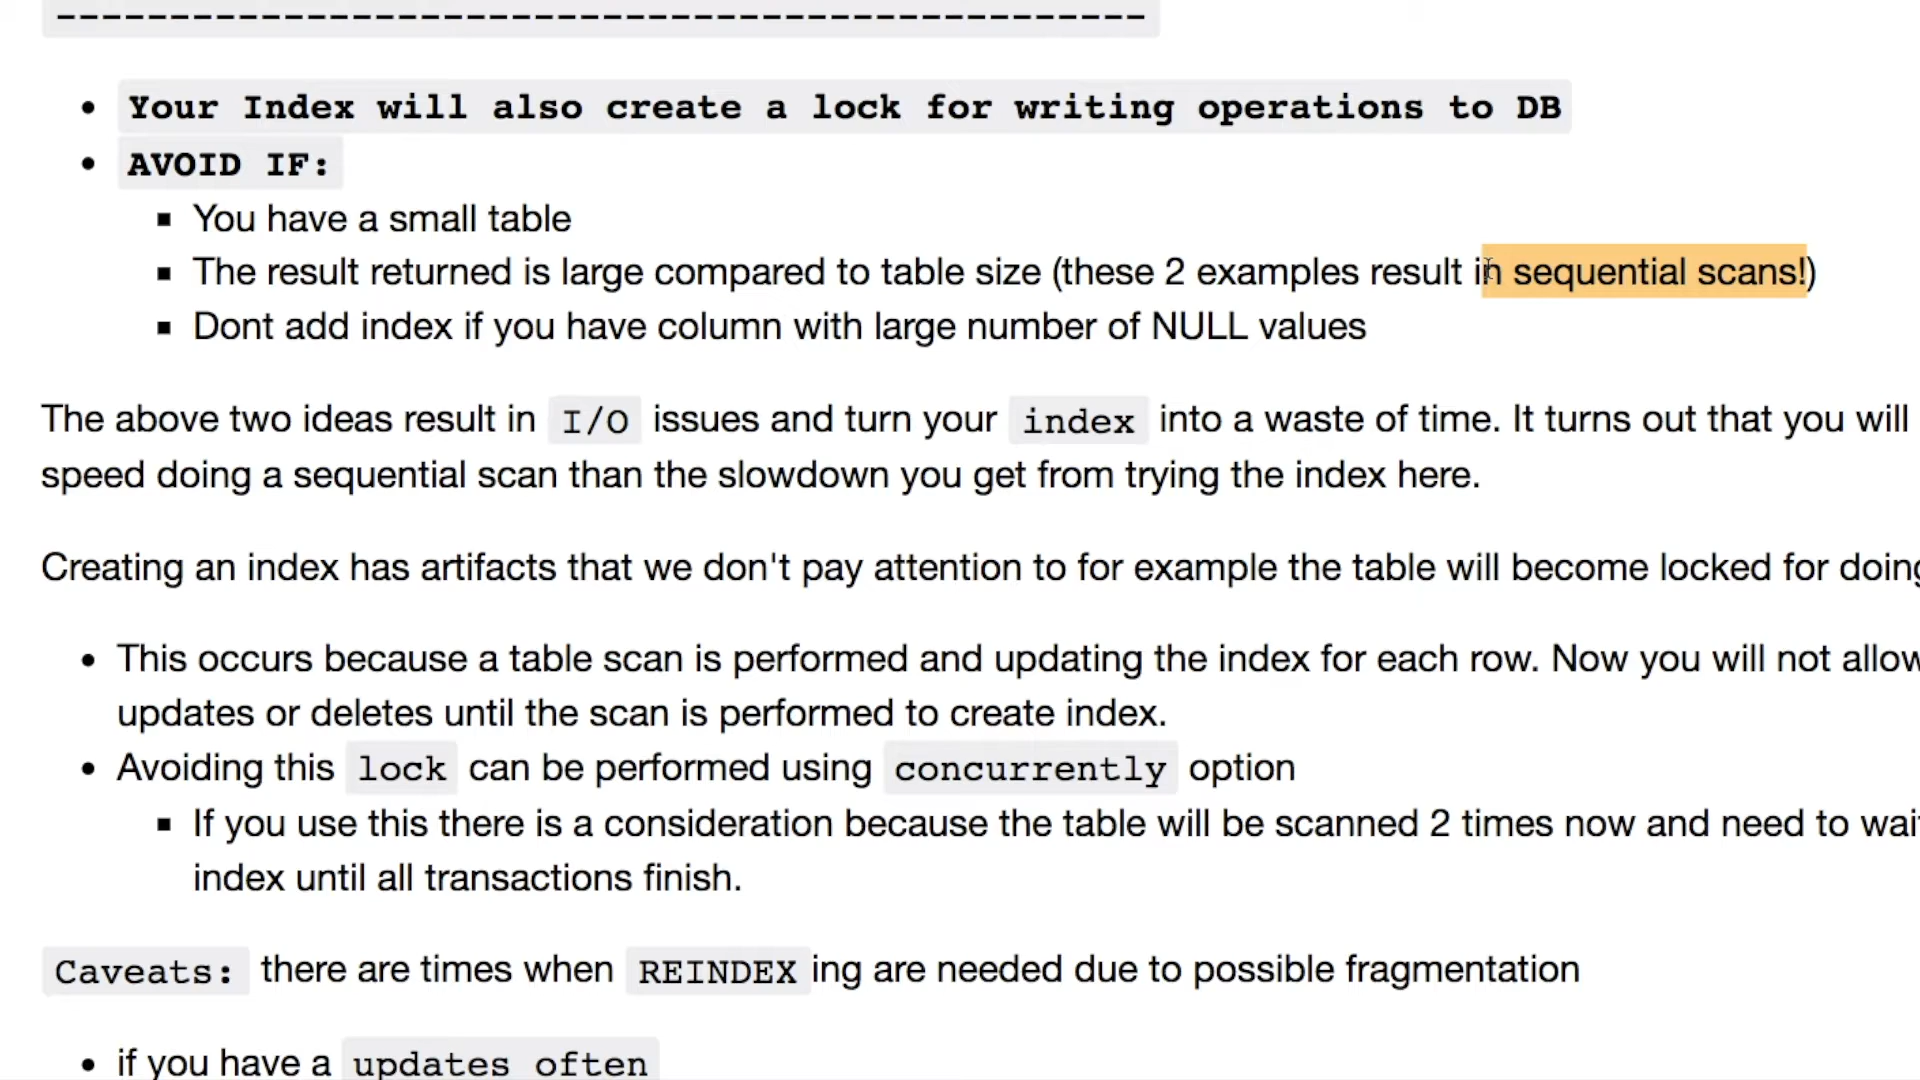 Your Index will also create a lock for writing operations to DB
AVOID IF:
You have a small table
The result returned is large compared to table size (these 2 examples result in sequential scans!)
Dont add index if you have column with large number of NULL values
The above two ideas result in I/O issues and turn your index into a waste of time. It turns out that you will
speed doing a sequential scan than the slowdown you get from trying the index here.
Creating an index has artifacts that we don't pay attention to for example the table will become locked for doing
This occurs because a table scan is performed and updating the index for each row. Now you will not allow
updates or deletes until the scan is performed to create index.
Avoiding this lock can be performed using concurrently option
If you use this there is a consideration because the table will be scanned 2 times now and need to wait
index until all transactions finish.
Caveats: there are times when REINDEXing are needed due to possible fragmentation
if you have a updates often